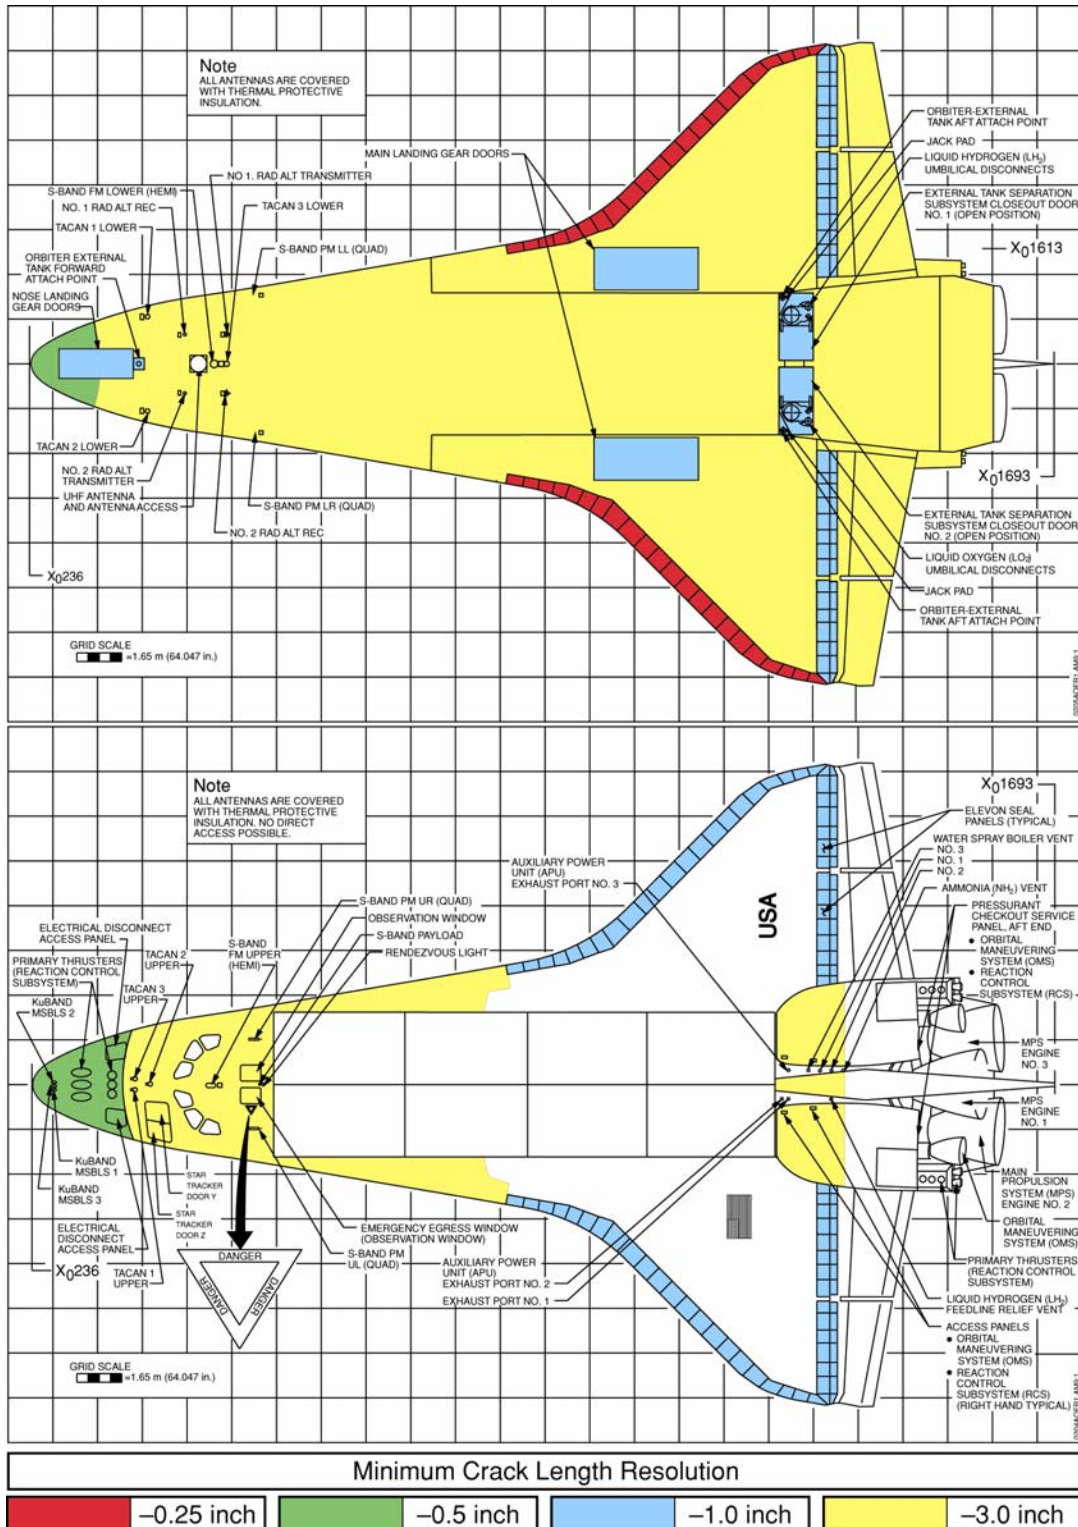 Note
ALL ANTENNAS ARE COVERED
WITH THERMAL PROTECTIVE
INSULATION.
MAIN LANDING GEAR DOORS
NO 1. RAD ALT TRANSMITTER
S-BAND FM LOWER (HEMI)
NO. 1 RAD ALT REC
TACAN 3 LOWER
TACAN 1 LOWER
S-BAND PM LL (QUAD)
ORBITER EXTERNAL
TANK FORWARD
ATTACH POINT
NOSE LANDING
GEAR DOORS
ORBITER-EXTERNAL
TANK AFT ATTACH POINT
JACK PAD
LIQUID HYDROGEN (LH2)
UMBILICAL DISCONNECTS
EXTERNAL TANK SEPARATION
SUBSYSTEM CLOSEOUT DOOR
NO. 1 (OPEN POSITION)
X01613
TACAN 2 LOWER
NO. 2 RAD ALT
TRANSMITTER
UHF ANTENNA
AND ANTENNA ACCESS
S-BAND PM LR (QUAD)
NO. 2 RAD ALT REC
X0236
X01693
EXTERNAL TANK SEPARATION
SUBSYSTEM CLOSEOUT DOOR
NO. 2 (OPEN POSITION)
LIQUID OXYGEN (LO2)
UMBILICAL DISCONNECTS
JACK PAD
ORBITER-EXTERNAL
TANK AFT ATTACH POINT
GRID SCALE
=1.65 m (64.047 in.)
Note
ALL ANTENNAS ARE COVERED
WITH THERMAL PROTECTIVE
INSULATION. NO DIRECT
ACCESS POSSIBLE.
X01693
ELEVON SEAL
PANELS (TYPICAL)
WATER SPRAY BOILER VENT
NO. 3
NO. 1
NO. 2
AMMONIA (NH2) VENT
PRESSURANT
CHECKOUT SERVICE
PANEL, AFT END
• ORBITAL
MANEUVERING
SYSTEM (OMS)
• REACTION
CONTROL
SUBSYSTEM (RCS)
AUXILIARY POWER
UNIT (APU)
EXHAUST PORT NO. 3
USA
S-BAND PM UR (QUAD)
OBSERVATION WINDOW
S-BAND PAYLOAD
RENDEZVOUS LIGHT
S-BAND
FM UPPER
(HEMI)
ELECTRICAL DISCONNECT
ACCESS PANEL
PRIMARY THRUSTERS
(REACTION CONTROL
SUBSYSTEM)
TACAN 2
UPPER
TACAN 3
UPPER
KuBAND
MSBLS 2
MPS
ENGINE
NO. 3
MPS
ENGINE
NO. 1
KuBAND
MSBLS 1
KuBAND
MSBLS 3
STAR
TRACKER
DOOR Y
STAR
TRACKER
DOOR Z
ELECTRICAL
DISCONNECT
ACCESS PANEL
X0236
TACAN 1
UPPER
DANGER
DANGER
DANGER
EMERGENCY EGRESS WINDOW
(OBSERVATION WINDOW)
S-BAND PM
UL (QUAD)
AUXILIARY POWER
UNIT (APU)
EXHAUST PORT NO. 2
EXHAUST PORT NO. 1
MAIN
PROPULSION
SYSTEM (MPS)
ENGINE NO. 2
ORBITAL
MANEUVERING
SYSTEM (OMS)
PRIMARY THRUSTERS
(REACTION CONTROL
SUBSYSTEM)
LIQUID HYDROGEN (LH2)
FEEDLINE RELIEF VENT
ACCESS PANELS
• ORBITAL
MANEUVERING
SYSTEM (OMS)
• REACTION
CONTROL
SUBSYSTEM (RCS)
(RIGHT HAND TYPICAL)
GRID SCALE
=1.65 m (64.047 in.)
Minimum Crack Length Resolution
–0.25 inch
–0.5 inch
–1.0 inch
–3.0 inch